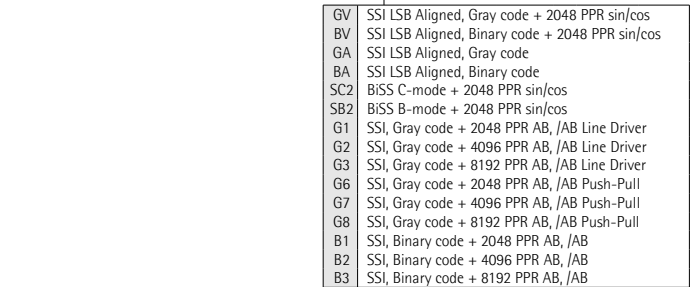 GV SSI LSB Aligned, Gray code + 2048 PPR sin/cos
BV SSI LSB Aligned, Binary code + 2048 PPR sin/cos
GA SSI LSB Aligned, Gray code
BA SSI LSB Aligned, Binary code
SC2 BiSS C-mode + 2048 PPR sin/cos
SB2 BiSS B-mode + 2048 PPR sin/cos
G1 SSI, Gray code + 2048 PPR AB, /AB Line Driver
G2 SSI, Gray code + 4096 PPR AB, /AB Line Driver
G3 SSI, Gray code + 8192 PPR AB, /AB Line Driver
G6 SSI, Gray code + 2048 PPR AB, /AB Push-Pull
G7 SSI, Gray code + 4096 PPR AB, /AB Push-Pull
G8 SSI, Gray code + 8192 PPR AB, /AB Push-Pull
B1 SSI, Binary code + 2048 PPR AB, /AB
B2 SSI, Binary code + 4096 PPR AB, /AB
B3 SSI, Binary code + 8192 PPR AB, /AB